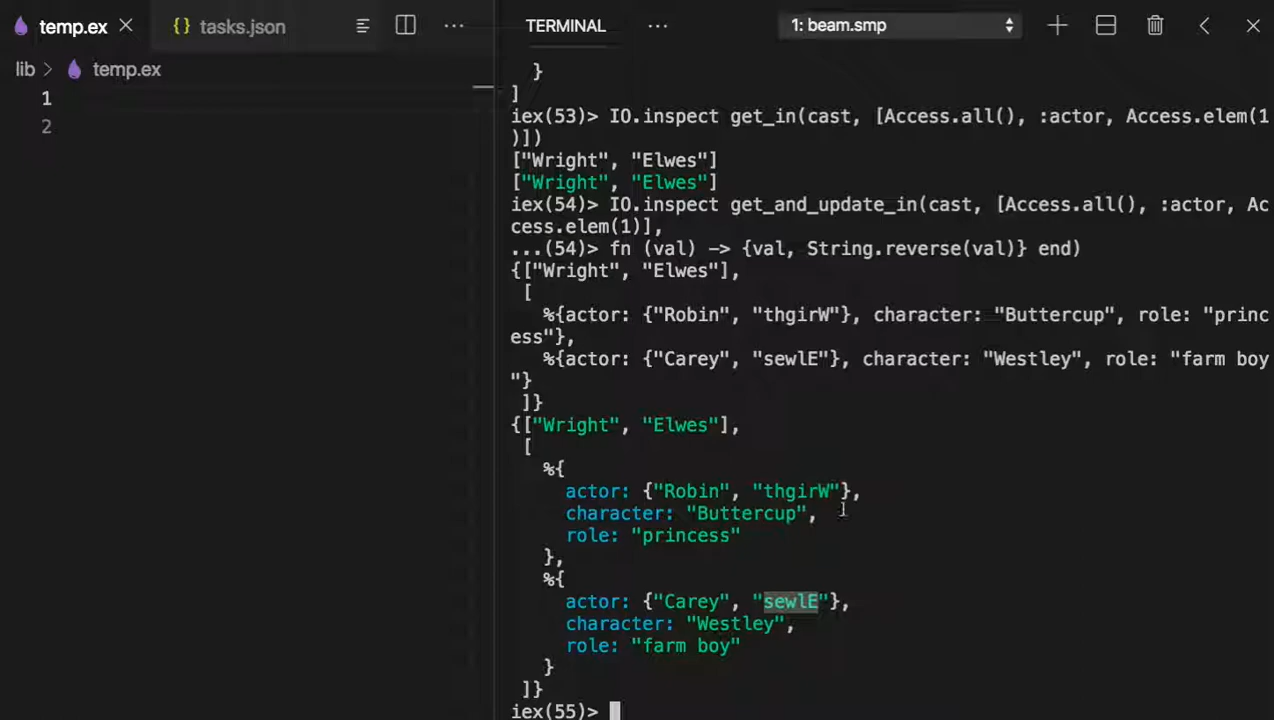 temp.ex
tasks.json
lib > temp.ex
1
2
TERMINAL
1: beam.smp
}
]
iex(53)> IO.inspect get_in(cast, [Access.all(), :actor, Access.elem(1
)])
["Wright", "Elwes"]
["Wright", "Elwes"]
iex(54)> IO.inspect get_and_update_in(cast, [Access.all(), :actor, Ac
cess.elem(1)],
...(54)> fn (val) -> {val, String.reverse(val)} end)
{["Wright", "Elwes"],
[
%{actor: {"Robin", "thgirW"}, character: "Buttercup", role: "princ
ess"},
%{actor: {"Carey", "sewlE"}, character: "Westley", role: "farm boy
"}
]}
{["Wright", "Elwes"],
[
%{
actor: {"Robin", "thgirW"},
character: "Buttercup",
role: "princess"
},
%{
actor: {"Carey", "sewlE"},
character: "Westley",
role: "farm boy"
}
]}
iex(55)>